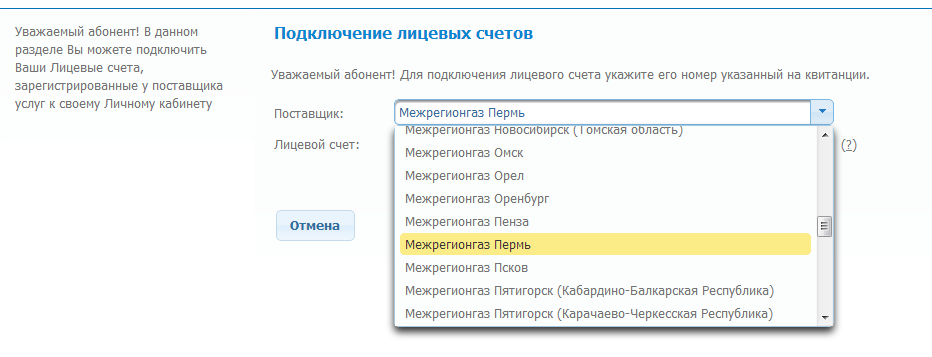 Уважаемый абонент! В данном
разделе Вы можете подключить
Ваши Лицевые счета,
зарегистрированные у поставщика
услуг к своему Личному кабинету
Подключение лицевых счетов
Уважаемый абонент! Для подключения лицевого счета укажите его номер указанный на квитанции.
Поставщик:
Межрегионгаз Пермь
Межрегионгаз Новосибирск (Томская область)
Лицевой счет:
(?)
Межрегионгаз Омск
Межрегионгаз Орел
Межрегионгаз Оренбург
Межрегионгаз Пенза
Отмена
Межрегионгаз Пермь
Межрегионгаз Псков
Межрегионгаз Пятигорск (Кабардино-Балкарская Республика)
Межрегионгаз Пятигорск (Карачаево-Черкесская Республика)